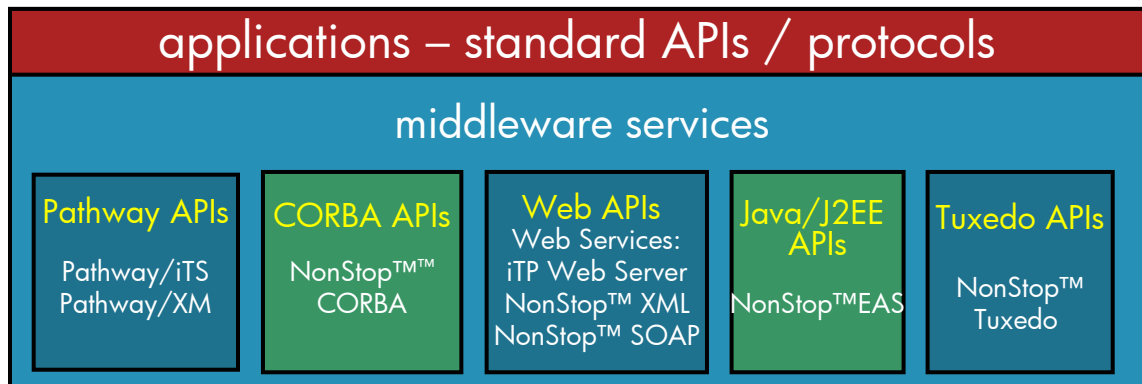 applications – standard APIs / protocols
middleware services
Pathway APIs
Pathway/iTS
Pathway/XM
CORBA APIs
NonStop™™
CORBA
Web APIs
Web Services:
iTP Web Server
NonStop™ XML
NonStop™ SOAP
Java/J2EE
APIs
NonStop™EAS
Tuxedo APIs
NonStop™
Tuxedo